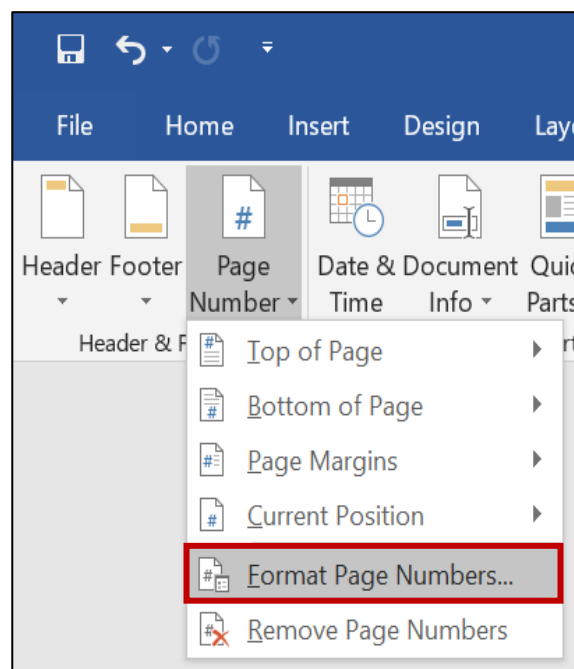 File Home Insert Design
Header Footer Page Number Date & Time Document Info
Header &
Top of Page
Bottom of Page
Page Margins
Current Position
Format Page Numbers...
Remove Page Numbers